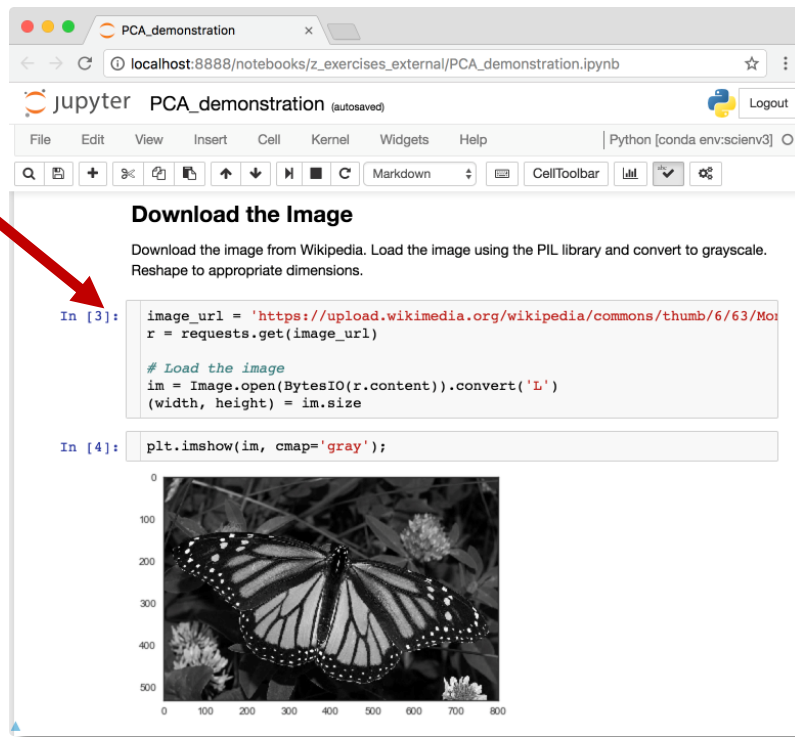 PCA_demonstration
localhost:8888/notebooks/z_exercises_external/PCA_demonstration.ipynb
jupyter PCA_demonstration (autosaved) Logout
File Edit View Insert Cell Kernel Widgets Help Python [conda env:scienv3]
Markdown CellToolbar
Download the Image
Download the image from Wikipedia. Load the image using the PIL library and convert to grayscale.
Reshape to appropriate dimensions.
In [3]: image_url = 'https://upload.wikimedia.org/wikipedia/commons/thumb/6/63/Mon
r = requests.get(image_url)
# Load the image
im = Image.open(BytesIO(r.content)).convert('L')
(width, height) = im.size
In [4]: plt.imshow(im, cmap='gray');
0
100
200
300
400
500
0 100 200 300 400 500 600 700 800